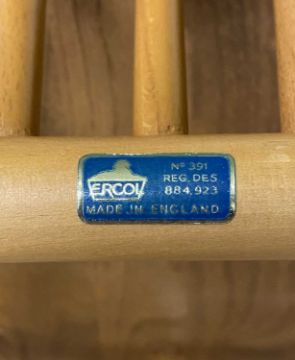 Nº 391
ERCOL
REG. DES.
884,923
MADE IN ENGLAND